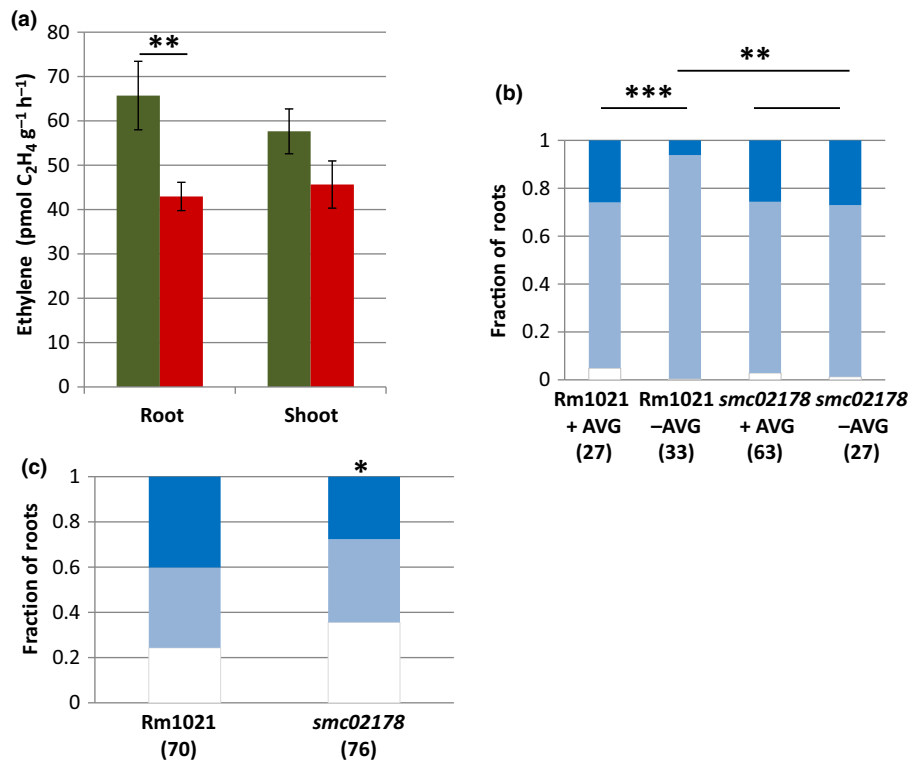 (a)
Ethylene (pmol C₂H₄ g⁻¹ h⁻¹)
80
70
60
50
40
30
20
10
0
**
Root
Shoot
(b)
***
**
Fraction of roots
1
0.8
0.6
0.4
0.2
0
Rm1021 + AVG (27)
Rm1021 –AVG (33)
smc02178 + AVG (63)
smc02178 –AVG (27)
(c)
*
Fraction of roots
1
0.8
0.6
0.4
0.2
0
Rm1021 (70)
smc02178 (76)